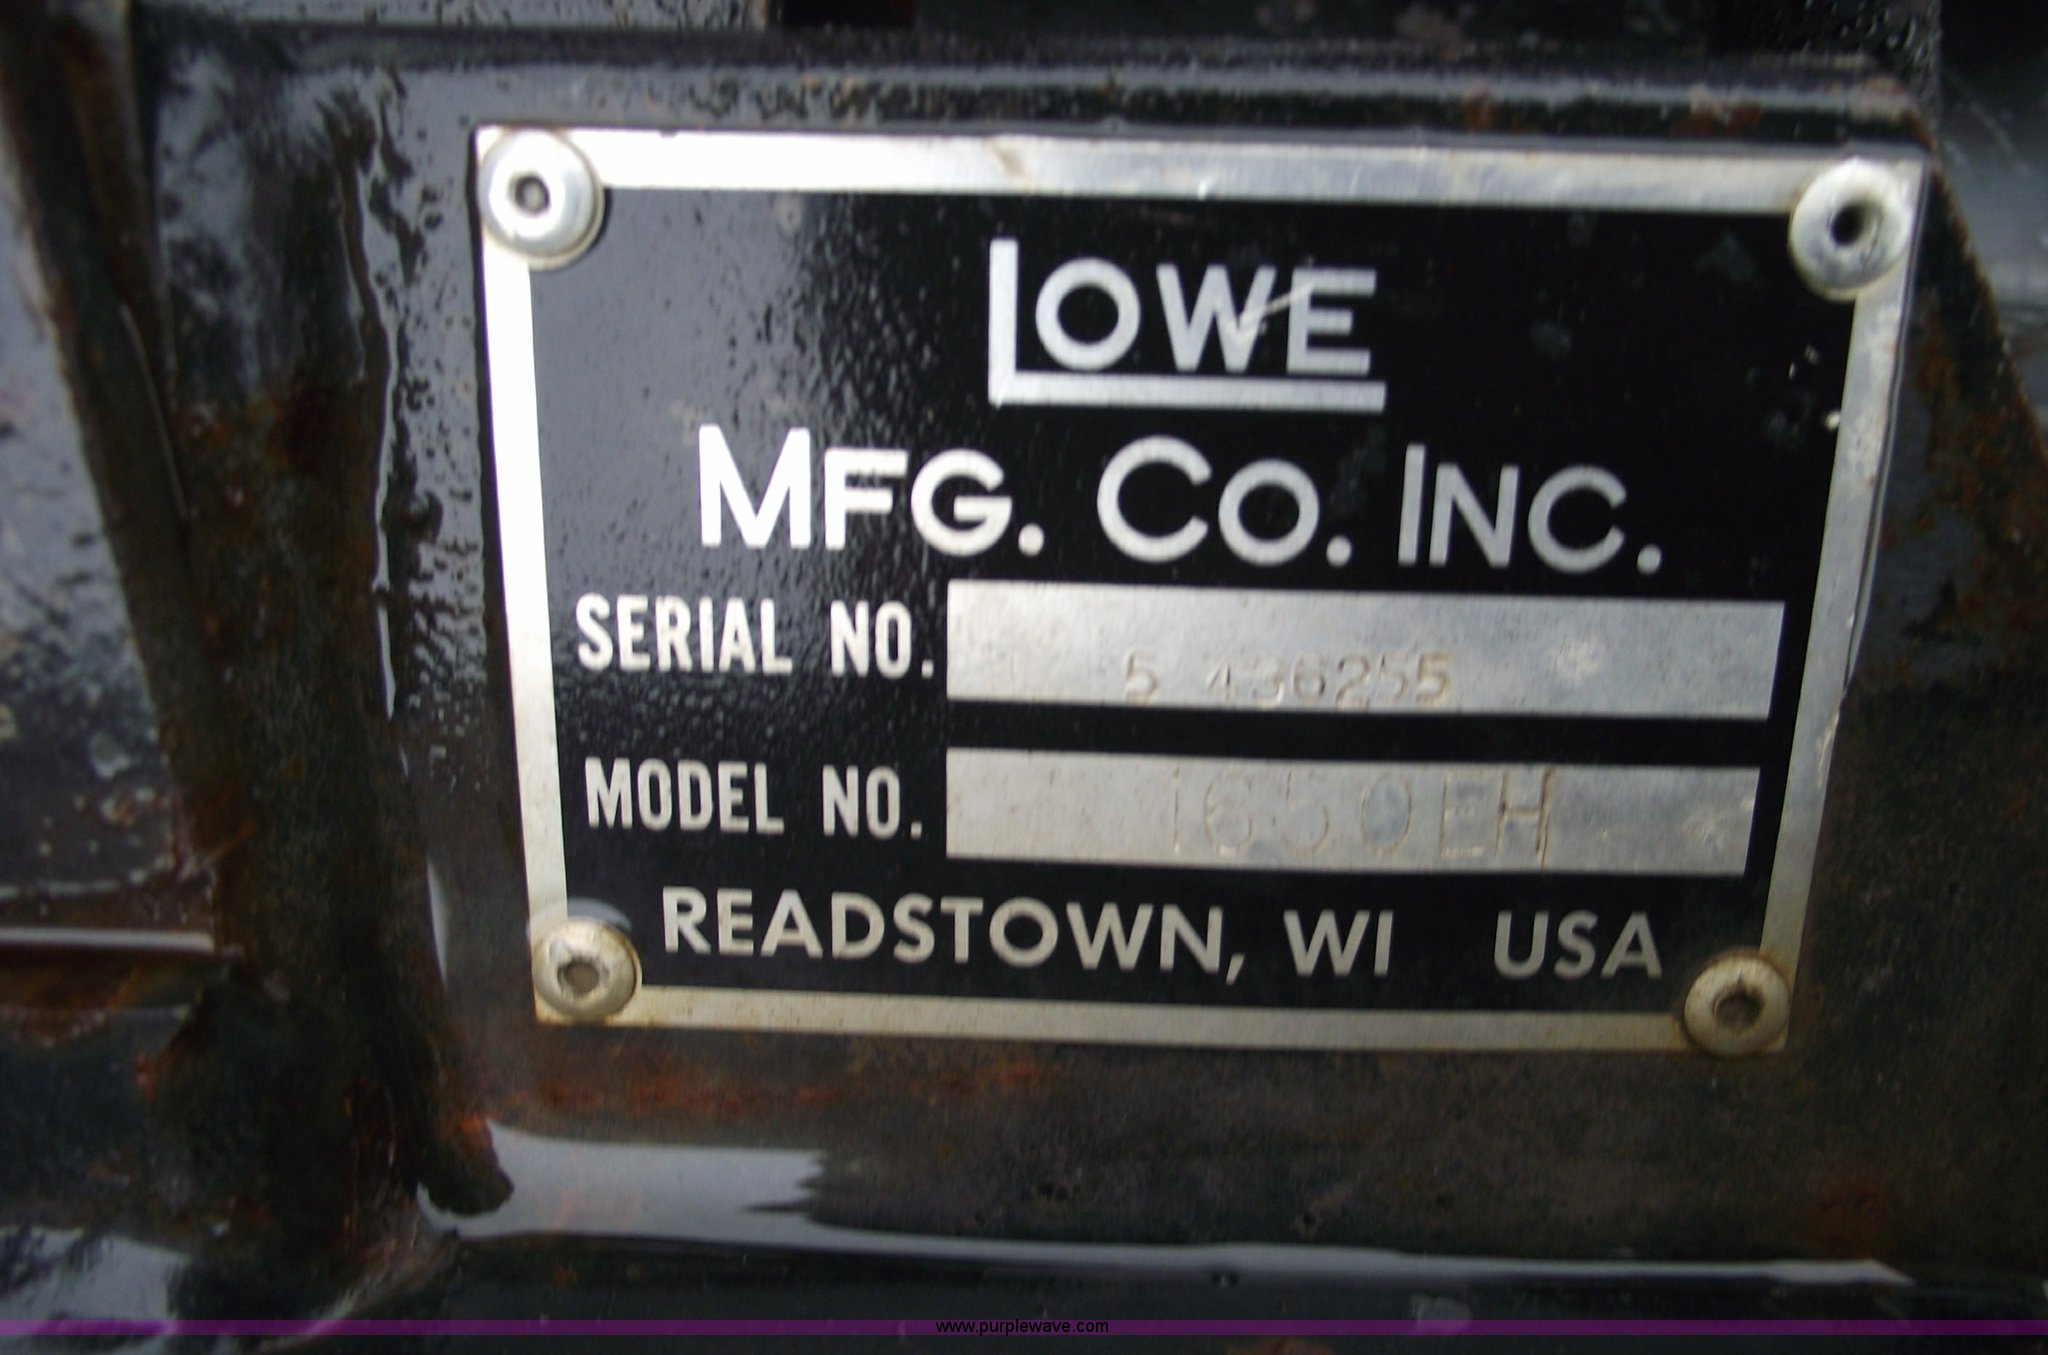 LOWE
MFG. CO. INC.
SERIAL NO. 5 436255
MODEL NO. 1650EH
READSTOWN, WI USA
www.purplewave.com